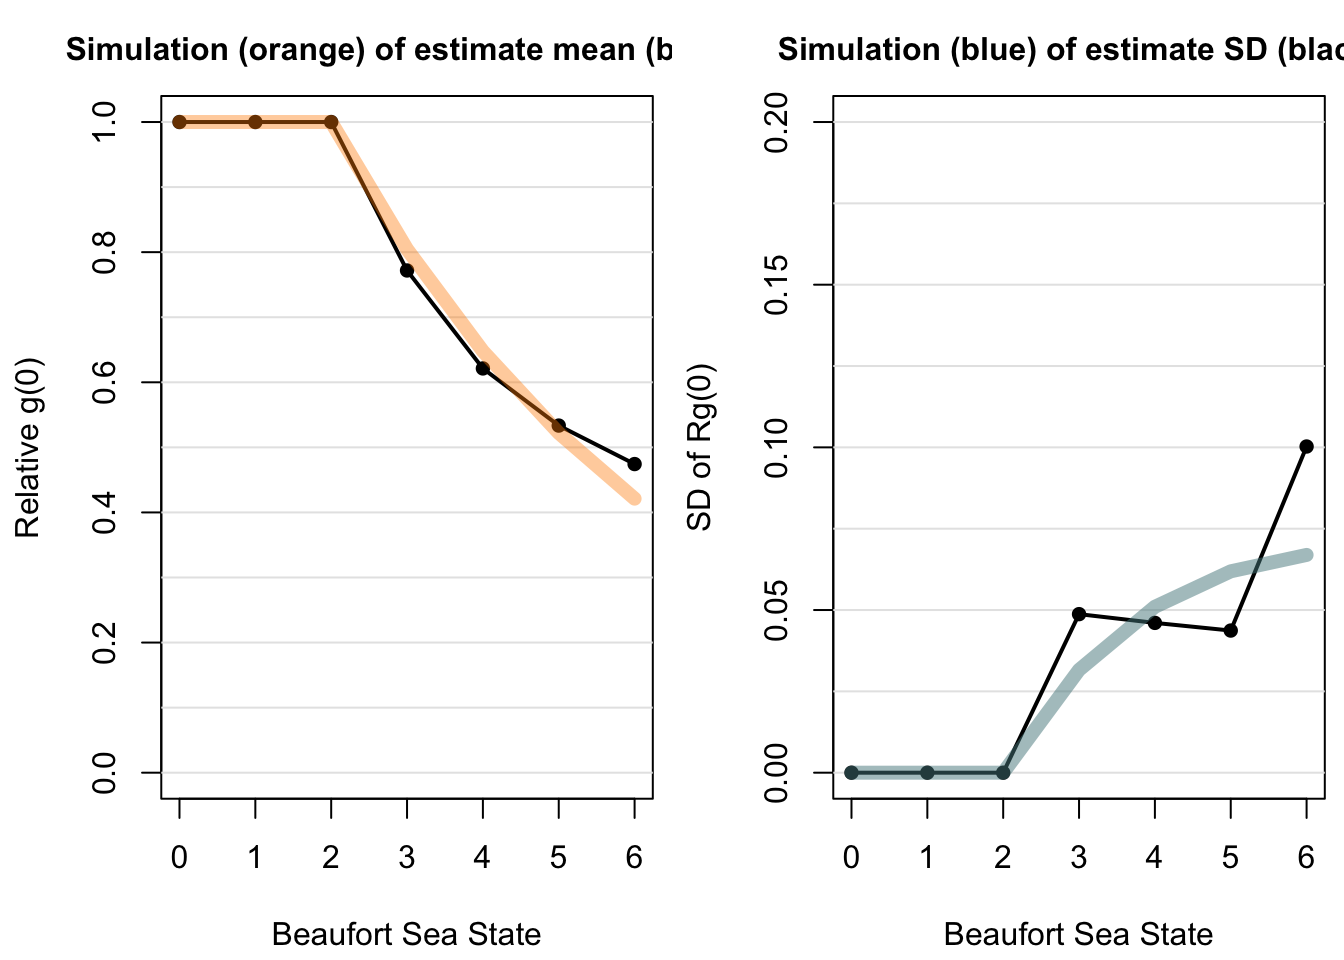 Simulation (orange) of estimate mean (b
Relative g(0)
1.0
0.8
0.6
0.4
0.2
0.0
0 1 2 3 4 5 6
Beaufort Sea State
Simulation (blue) of estimate SD (blac
SD of Rg(0)
0.20
0.15
0.10
0.05
0.00
0 1 2 3 4 5 6
Beaufort Sea State